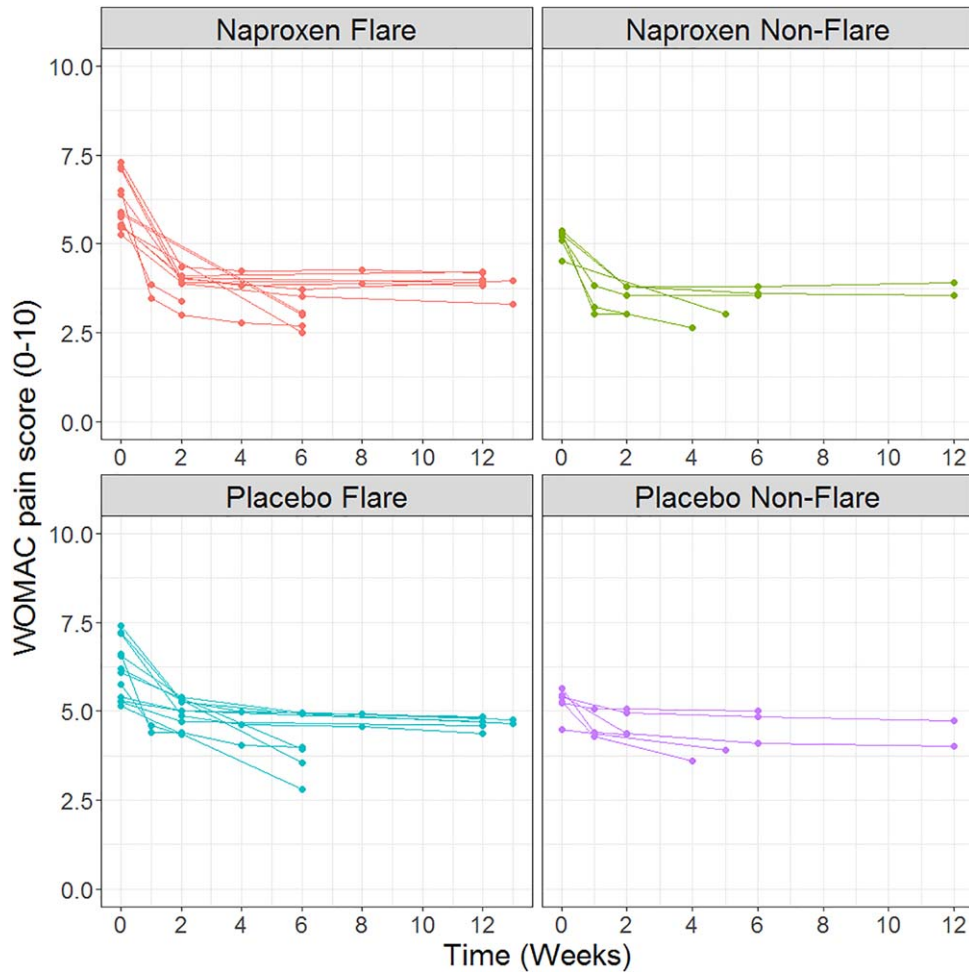 Naproxen Flare
Naproxen Non-Flare
10.0
7.5
5.0
2.5
0.0
0 2 4 6 8 10 12
0 2 4 6 8 10 12
Placebo Flare
Placebo Non-Flare
10.0
7.5
5.0
2.5
0.0
0 2 4 6 8 10 12
0 2 4 6 8 10 12
WOMAC pain score (0-10)
Time (Weeks)